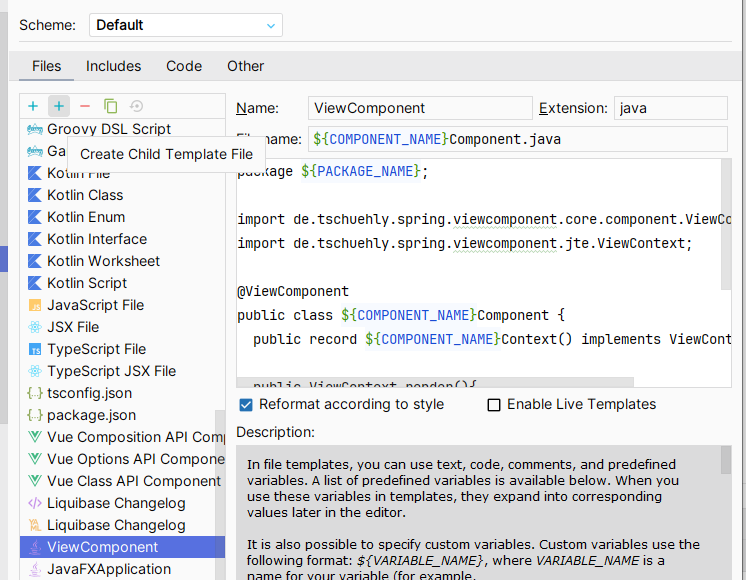 Scheme: Default
Files Includes Code Other
Name: ViewComponent Extension: java
File name: ${COMPONENT_NAME}Component.java
Create Child Template File
Groovy DSL Script
Ga
Kotlin File
Kotlin Class
Kotlin Enum
Kotlin Interface
Kotlin Worksheet
Kotlin Script
JavaScript File
JSX File
TypeScript File
TypeScript JSX File
tsconfig.json
package.json
Vue Composition API Com
Vue Options API Compone
Vue Class API Component
Liquibase Changelog
Liquibase Changelog
ViewComponent
JavaFXApplication
package ${PACKAGE_NAME};
import de.tschuehly.spring.viewcomponent.core.component.ViewCo
import de.tschuehly.spring.viewcomponent.jte.ViewContext;
@ViewComponent
public class ${COMPONENT_NAME}Component {
public record ${COMPONENT_NAME}Context() implements ViewCont
public ViewContext render(){
Reformat according to style Enable Live Templates
Description:
In file templates, you can use text, code, comments, and predefined
variables. A list of predefined variables is available below. When you
use these variables in templates, they expand into corresponding
values later in the editor.
It is also possible to specify custom variables. Custom variables use the
following format: ${VARIABLE_NAME}, where VARIABLE_NAME is a
name for your variable (for example,